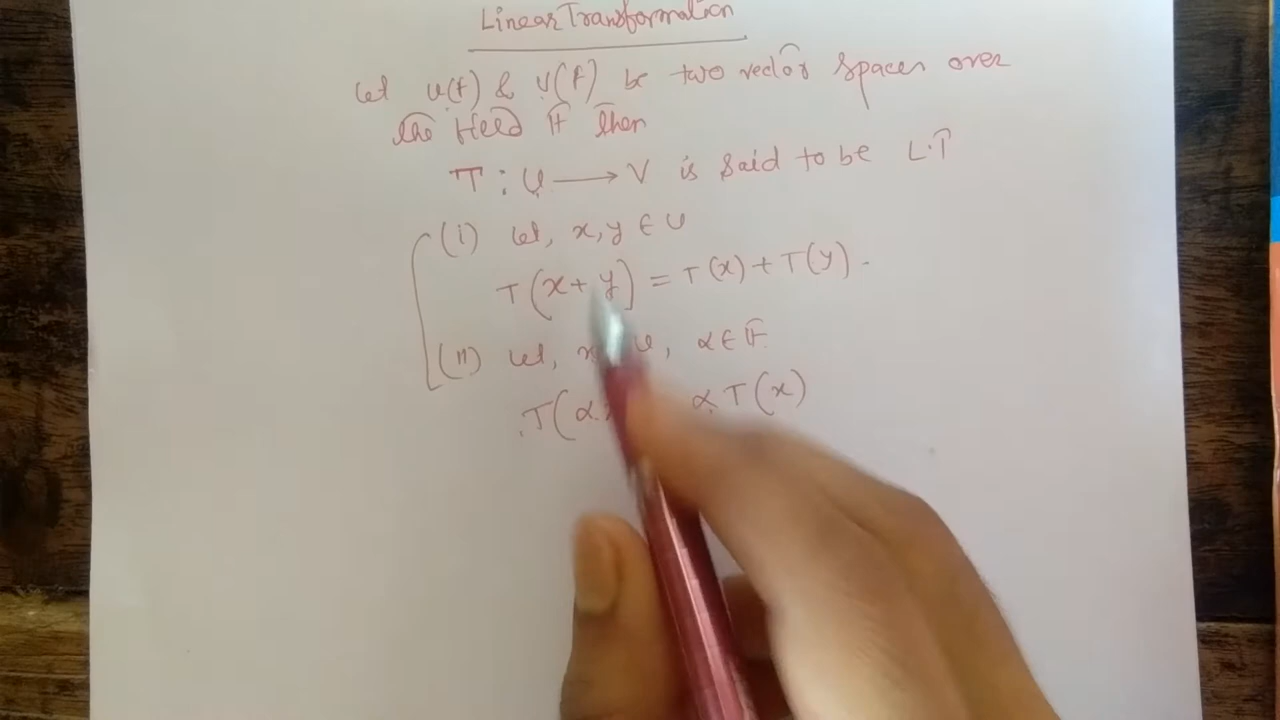 Linear Transformation
Let U(F) & V(F) be two vector spaces over
the field F then
T : U → V is said to be L.T
(i) let, x, y ∈ U
T(x+y) = T(x) + T(y).
(ii) let, x U, α ∈ F
T(α. α T(x)